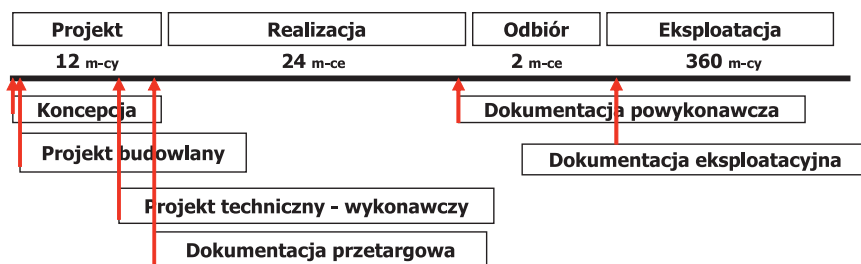 Projekt Realizacja Odbiór Eksploatacja
12 m-cy 24 m-ce 2 m-ce 360 m-cy
Koncepcja Dokumentacja powykonawcza
Projekt budowlany Dokumentacja eksploatacyjna
Projekt techniczny - wykonawczy
Dokumentacja przetargowa